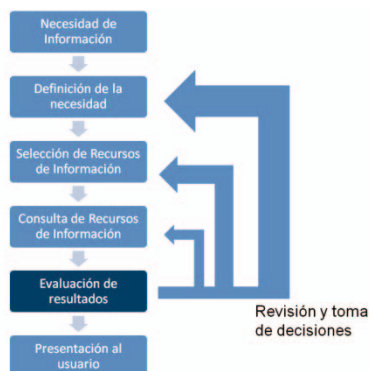 Necesidad de
Información
Definición de la
necesidad
Selección de Recursos
de Información
Consulta de Recursos
de Información
Evaluación de
resultados
Revisión y toma
de decisiones
Presentación al
usuario